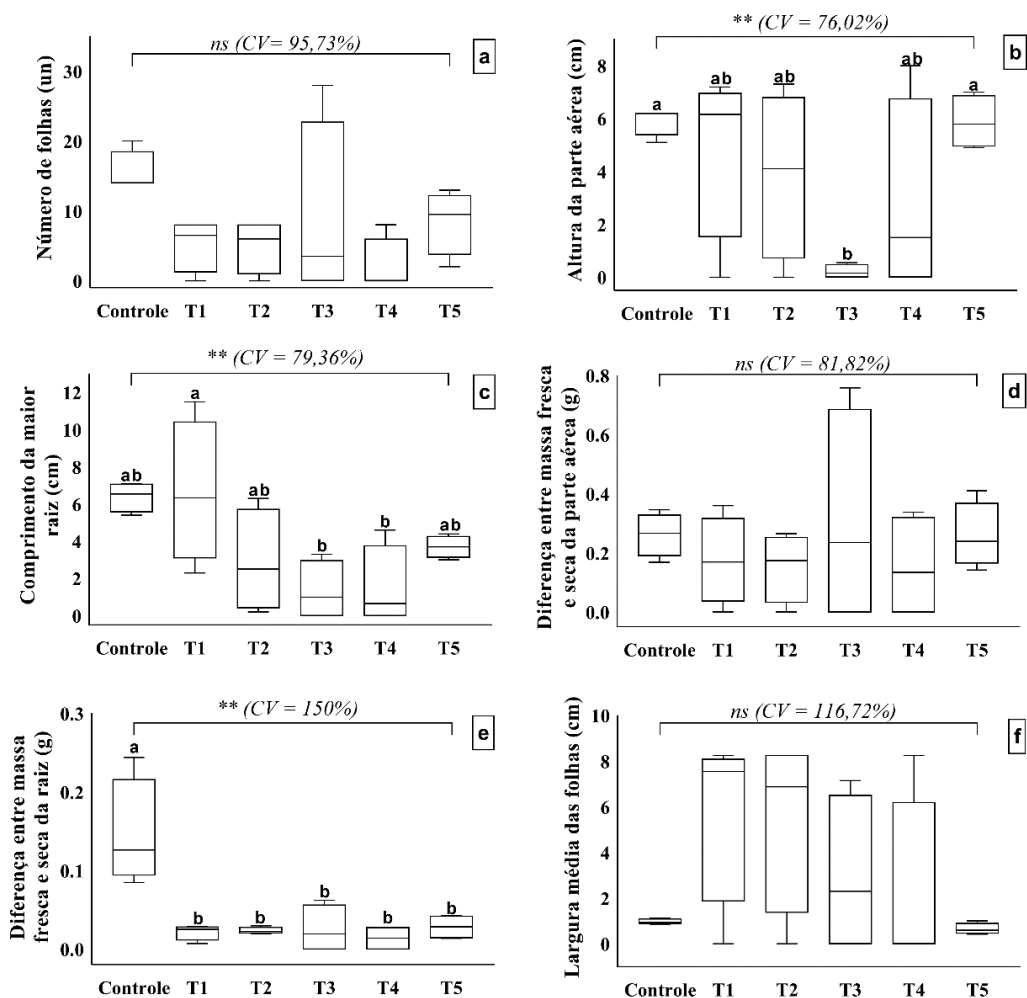 ns (CV= 95,73%)
a
Número de folhas (un)
30
20
10
0
Controle T1 T2 T3 T4 T5
** (CV = 76,02%)
b
Altura da parte aérea (cm)
8
6
4
2
0
a ab ab b ab a
Controle T1 T2 T3 T4 T5
** (CV = 79,36%)
c
Comprimento da maior
raiz (cm)
12
10
8
6
4
2
0
ab a ab b b ab
Controle T1 T2 T3 T4 T5
ns (CV = 81,82%)
d
Diferença entre massa fresca
e seca da parte aérea (g)
0.8
0.6
0.4
0.2
0.0
Controle T1 T2 T3 T4 T5
** (CV = 150%)
e
Diferença entre massa
fresca e seca da raiz (g)
0.3
0.2
0.1
0.0
a b b b b b
Controle T1 T2 T3 T4 T5
ns (CV = 116,72%)
f
Largura média das folhas (cm)
10
8
6
4
2
0
Controle T1 T2 T3 T4 T5